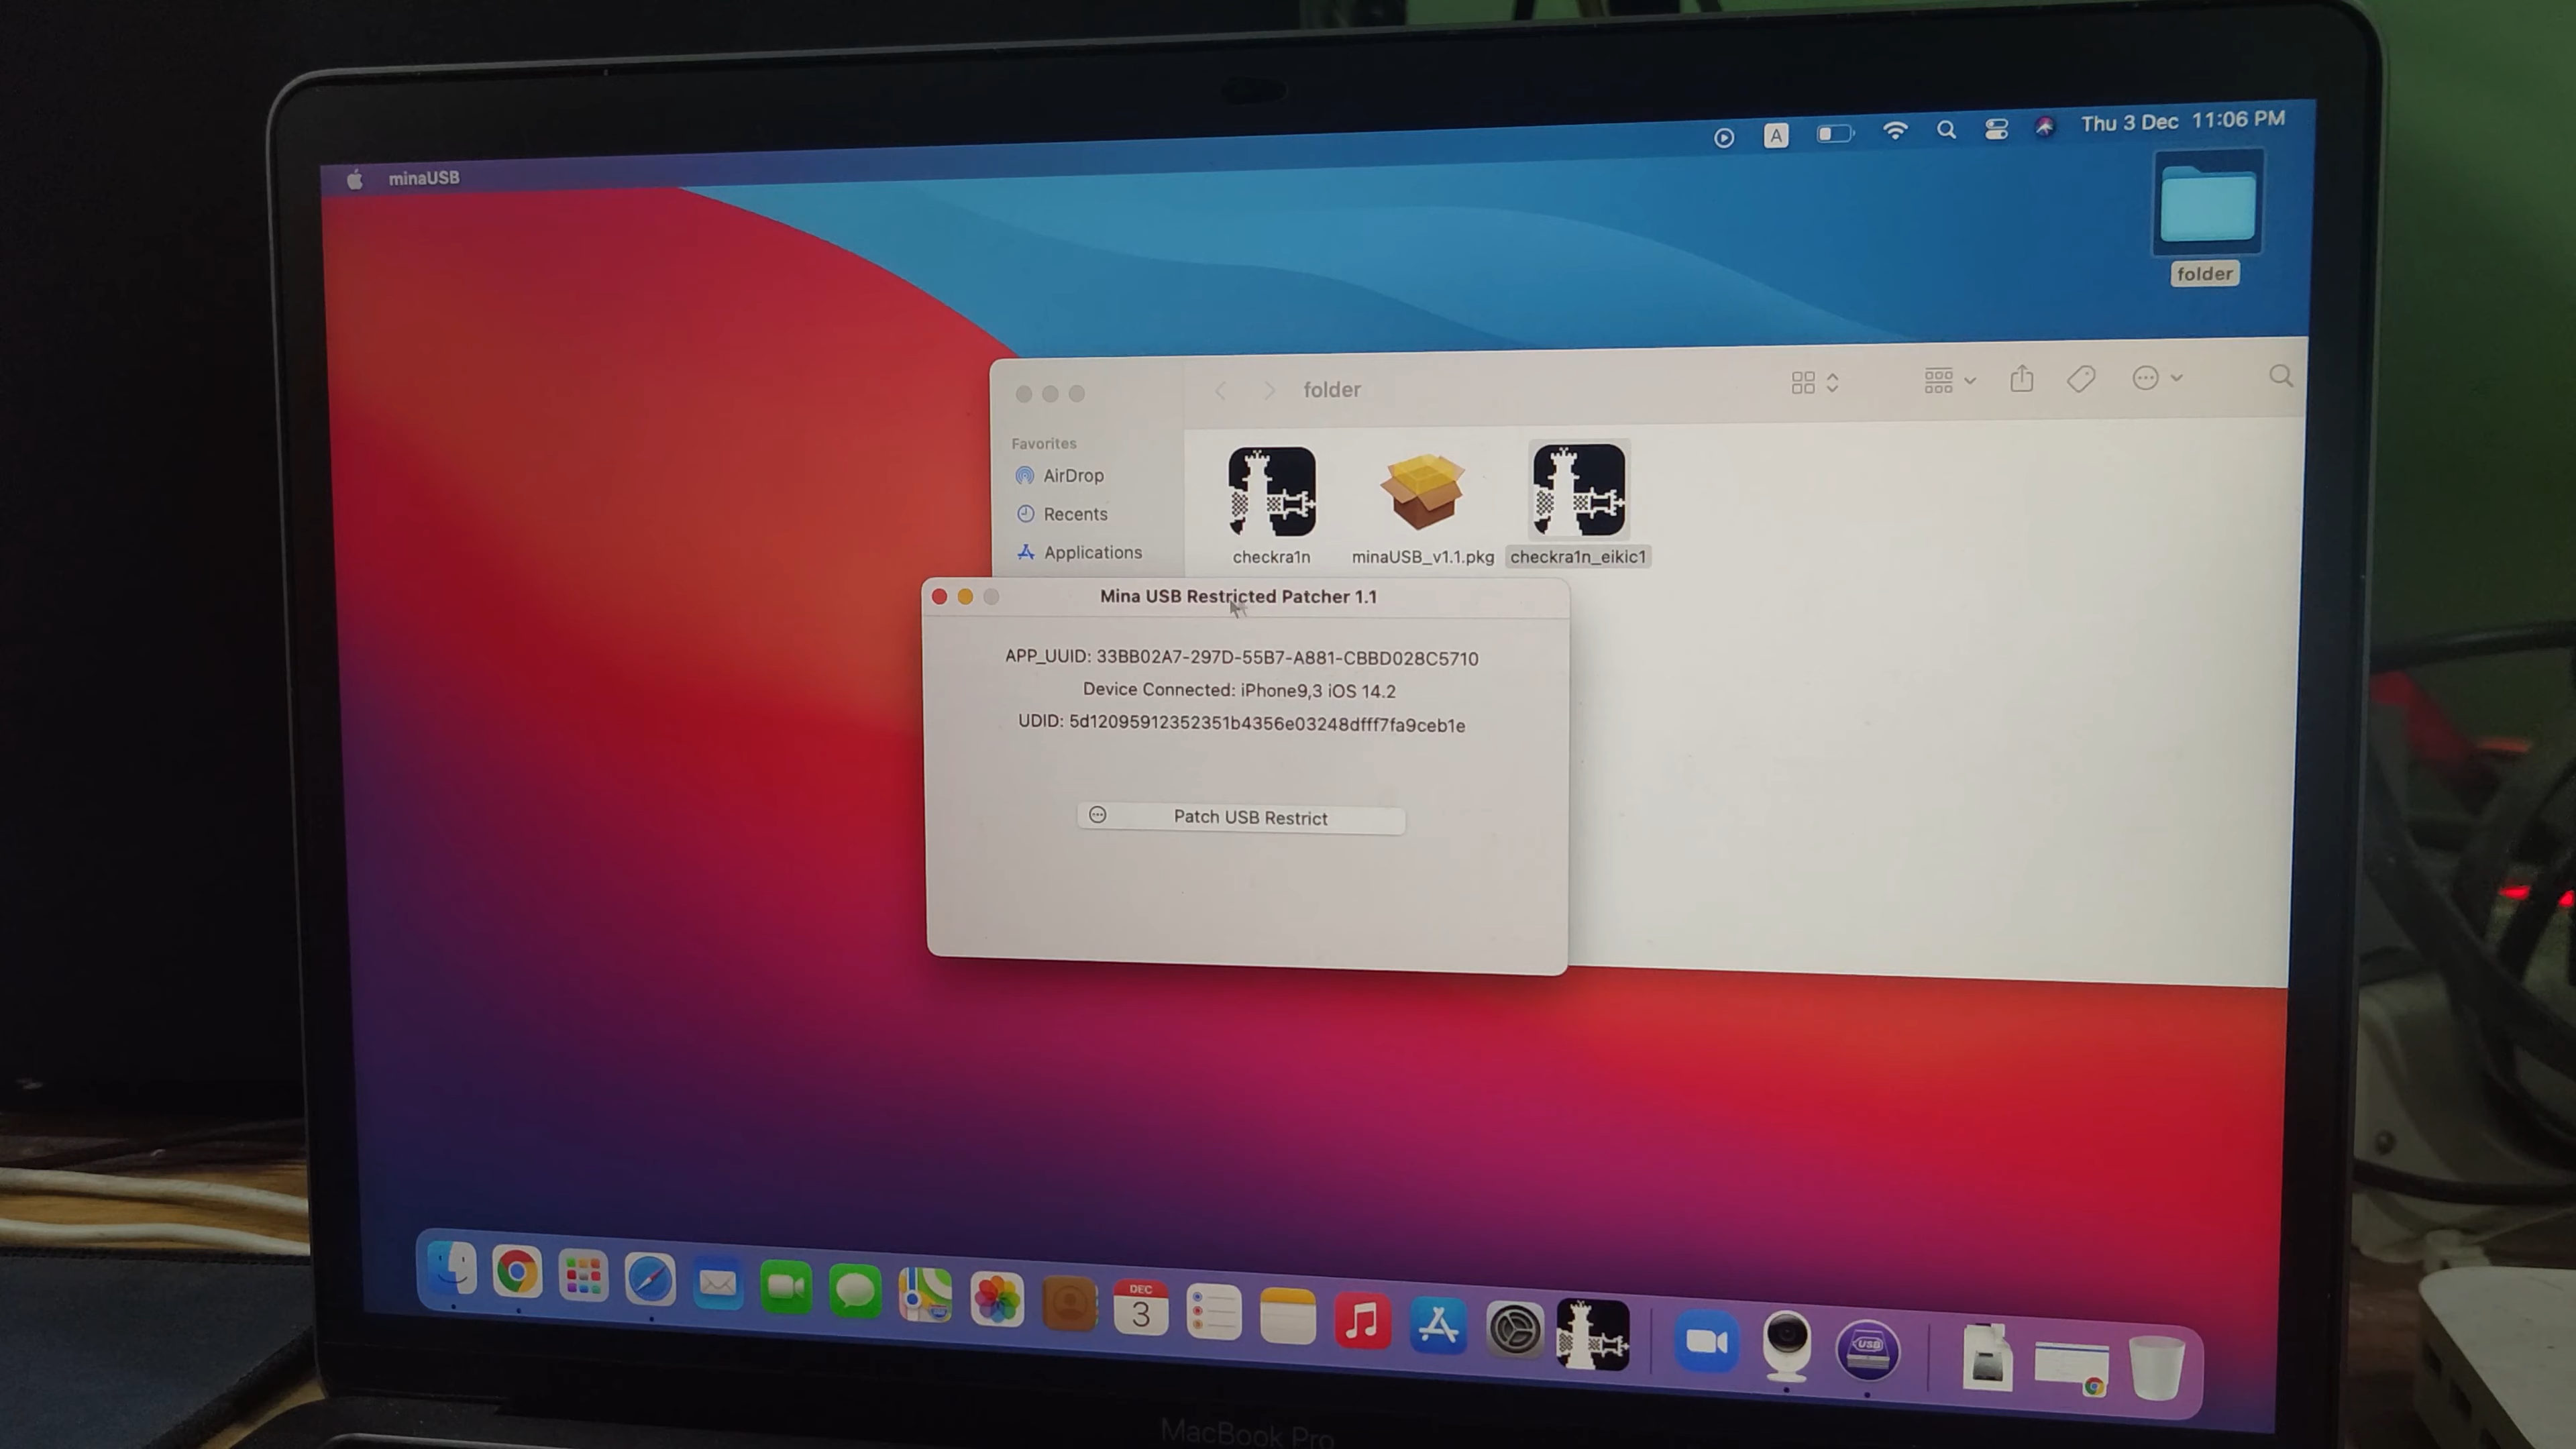 minaUSB
A
Thu 3 Dec 11:06 PM
folder
folder
Favorites
AirDrop
Recents
Applications
checkra1n
minaUSB_v1.1.pkg
checkra1n_eikic1
Mina USB Restricted Patcher 1.1
APP_UUID: 33BB02A7-297D-55B7-A881-CBBD028C5710
Device Connected: iPhone9,3 iOS 14.2
UDID: 5d12095912352351b4356e03248dfff7fa9ceb1e
Patch USB Restrict
DEC
3
USB
MacBook Pro